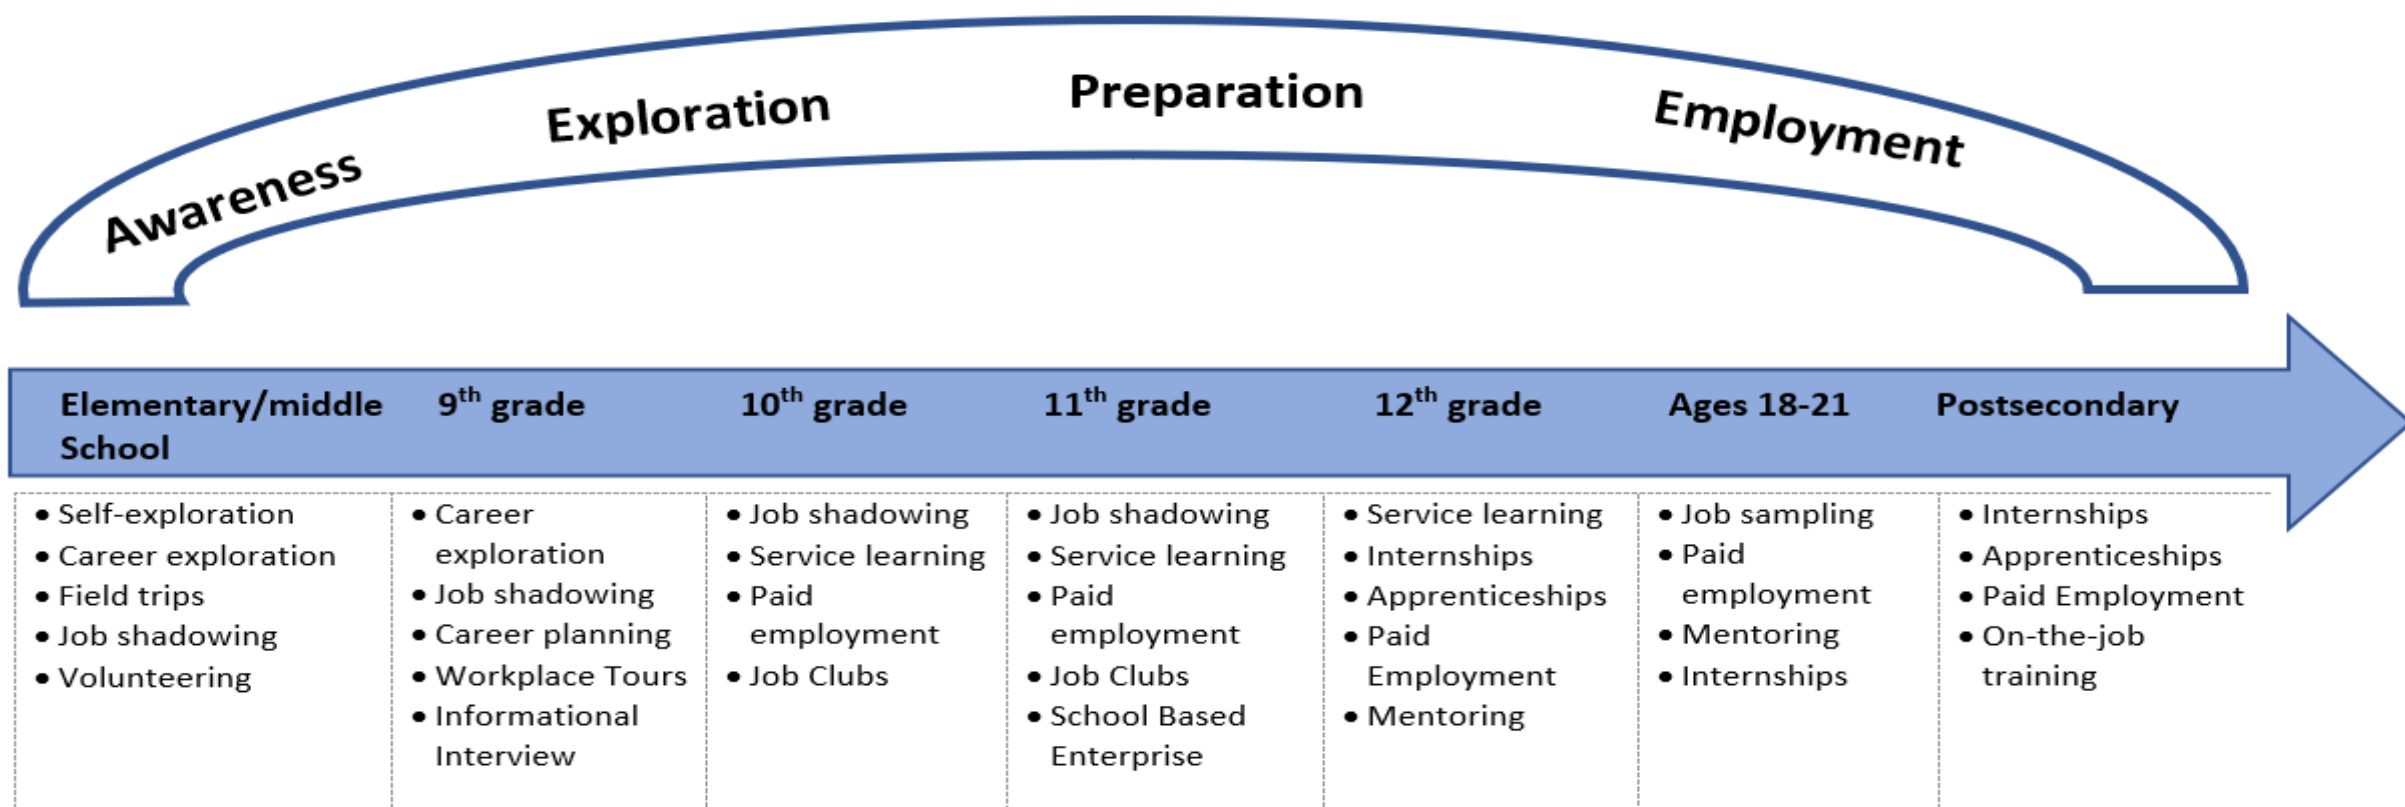 Awareness
Exploration
Preparation
Employment
Elementary/middle
School
9th grade
10th grade
11th grade
12th grade
Ages 18-21
Postsecondary
• Self-exploration
• Career exploration
• Field trips
• Job shadowing
• Volunteering
• Career
exploration
• Job shadowing
• Career planning
• Workplace Tours
• Informational
Interview
• Job shadowing
• Service learning
• Paid
employment
• Job Clubs
• Job shadowing
• Service learning
• Paid
employment
• Job Clubs
• School Based
Enterprise
• Service learning
• Internships
• Apprenticeships
• Paid
Employment
• Mentoring
• Job sampling
• Paid
employment
• Mentoring
• Internships
• Internships
• Apprenticeships
• Paid Employment
• On-the-job
training